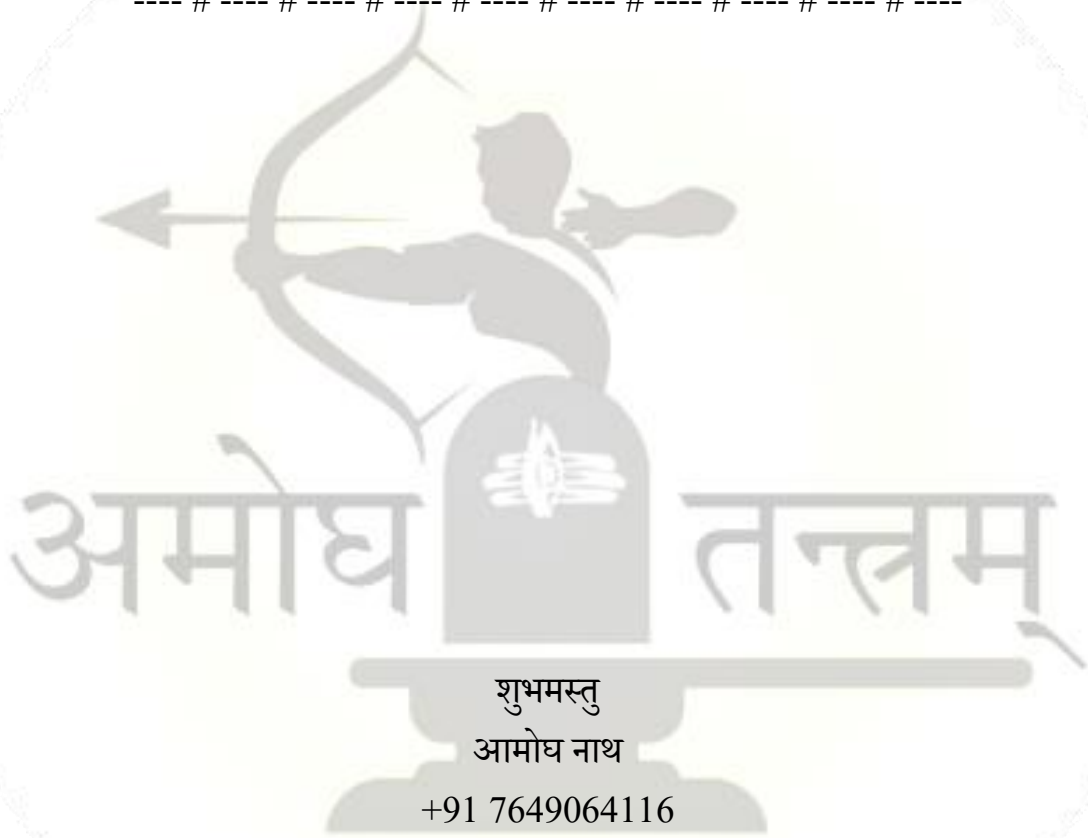 ---- # ---- # ---- # ---- # ---- # ---- # ---- # ---- # ---- # ---- # ---- # ----
अमोघ तन्त्रम्
शुभमस्तु
आमोघ नाथ
+91 7649064116